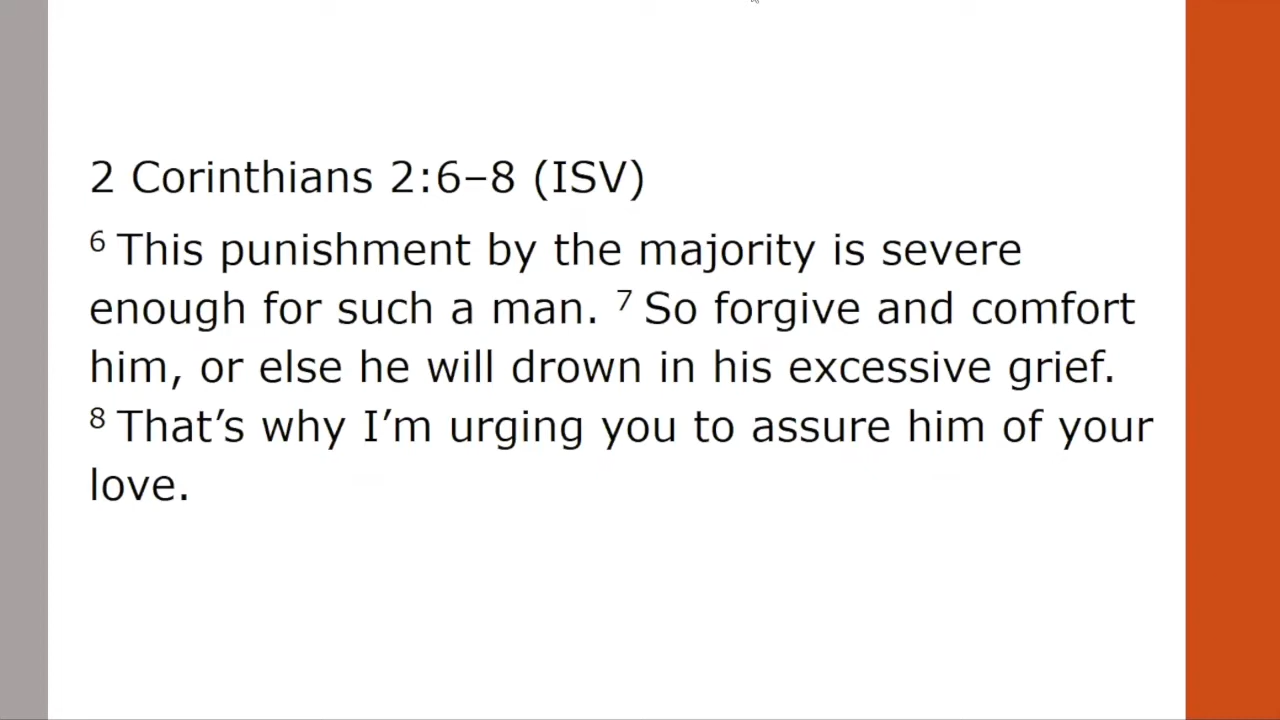 2 Corinthians 2:6–8 (ISV)
6 This punishment by the majority is severe
enough for such a man. 7 So forgive and comfort
him, or else he will drown in his excessive grief.
8 That’s why I’m urging you to assure him of your
love.